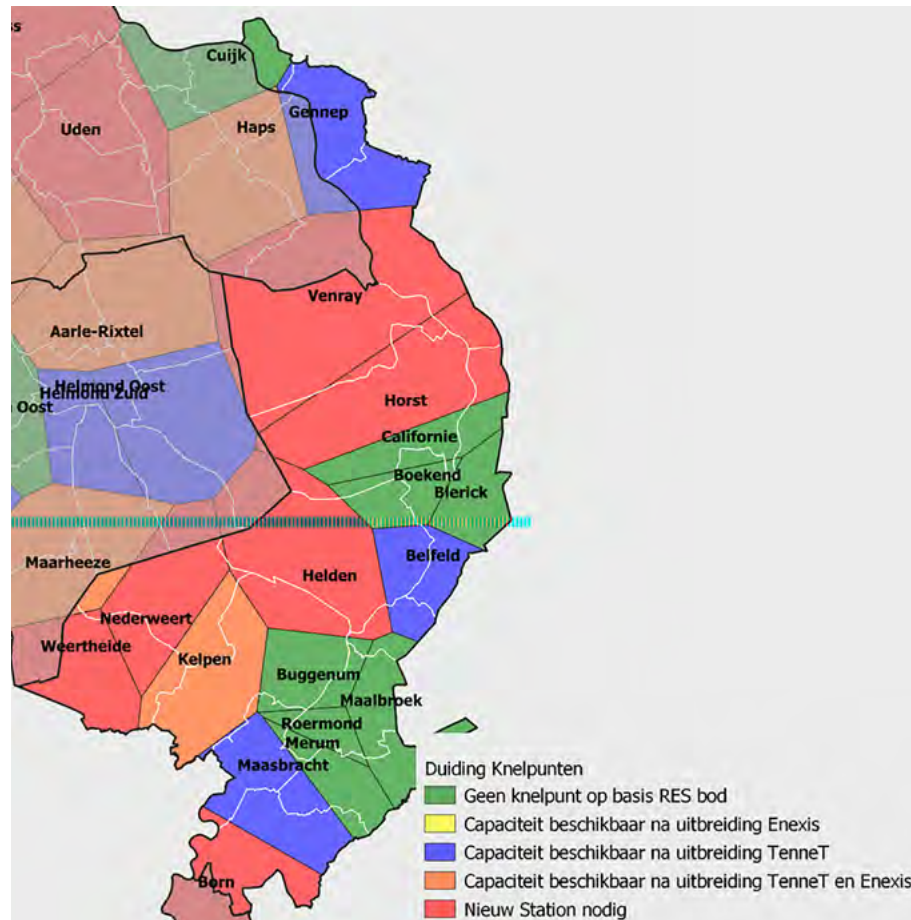 ss
Cuijk
Gennep
Uden
Haps
Venray
Aarle-Rixtel
Helmond Oost
Helmond Zuid
Oost
Horst
Californie
Boekend
Blerick
Belfeld
Maarheeze
Helden
Nederweert
Weertheide
Kelpen
Buggenum
Maalbroek
Roermond
Merum
Maasbracht
Born
Duiding Knelpunten
Geen knelpunt op basis RES bod
Capaciteit beschikbaar na uitbreiding Enexis
Capaciteit beschikbaar na uitbreiding TenneT
Capaciteit beschikbaar na uitbreiding TenneT en Enexis
Nieuw Station nodig